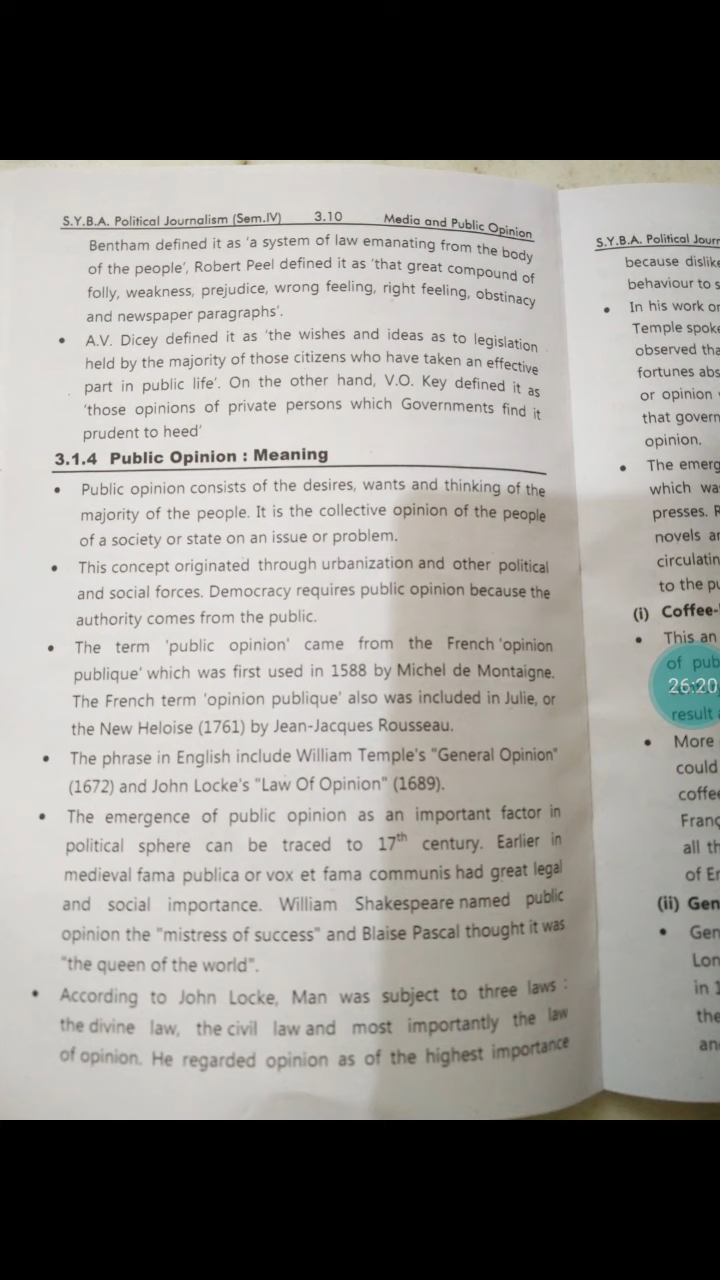 S.Y.B.A. Political Journalism (Sem.IV) 3.10 Media and Public Opinion
Bentham defined it as 'a system of law emanating from the body
of the people', Robert Peel defined it as 'that great compound of
folly, weakness, prejudice, wrong feeling, right feeling, obstinacy
and newspaper paragraphs'.
• A.V. Dicey defined it as 'the wishes and ideas as to legislation
held by the majority of those citizens who have taken an effective
part in public life'. On the other hand, V.O. Key defined it as
'those opinions of private persons which Governments find it
prudent to heed'
3.1.4 Public Opinion : Meaning
• Public opinion consists of the desires, wants and thinking of the
majority of the people. It is the collective opinion of the people
of a society or state on an issue or problem.
• This concept originated through urbanization and other political
and social forces. Democracy requires public opinion because the
authority comes from the public.
• The term 'public opinion' came from the French 'opinion
publique' which was first used in 1588 by Michel de Montaigne.
The French term 'opinion publique' also was included in Julie, or
the New Heloise (1761) by Jean-Jacques Rousseau.
• The phrase in English include William Temple's "General Opinion"
(1672) and John Locke's "Law Of Opinion" (1689).
• The emergence of public opinion as an important factor in
political sphere can be traced to 17th century. Earlier in
medieval fama publica or vox et fama communis had great legal
and social importance. William Shakespeare named public
opinion the "mistress of success" and Blaise Pascal thought it was
"the queen of the world".
• According to John Locke, Man was subject to three laws :
the divine law, the civil law and most importantly the law
of opinion. He regarded opinion as of the highest importance
S.Y.B.A. Political
because
behaviour to
• In his work
Temple spoke
observed
fortunes
or opinion
that
opinion.
• The
which
presses.
novels
to the
(i) Coffee-
• This an
of
26:20
result
• More
could
all
of
(ii)
•
in
the